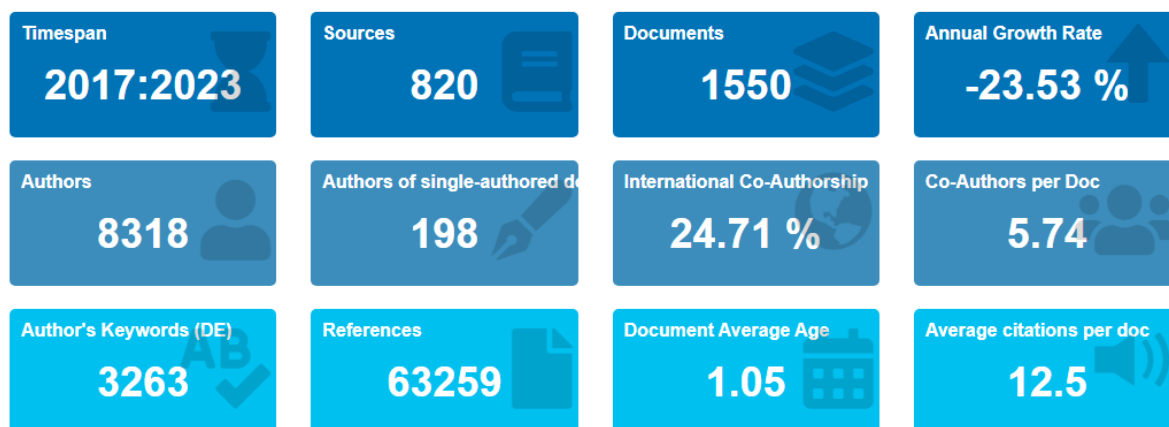 Timespan
2017:2023
Sources
820
Documents
1550
Annual Growth Rate
-23.53 %
Authors
8318
Authors of single-authored d
198
International Co-Authorship
24.71 %
Co-Authors per Doc
5.74
Author's Keywords (DE)
3263
References
63259
Document Average Age
1.05
Average citations per doc
12.5
AB